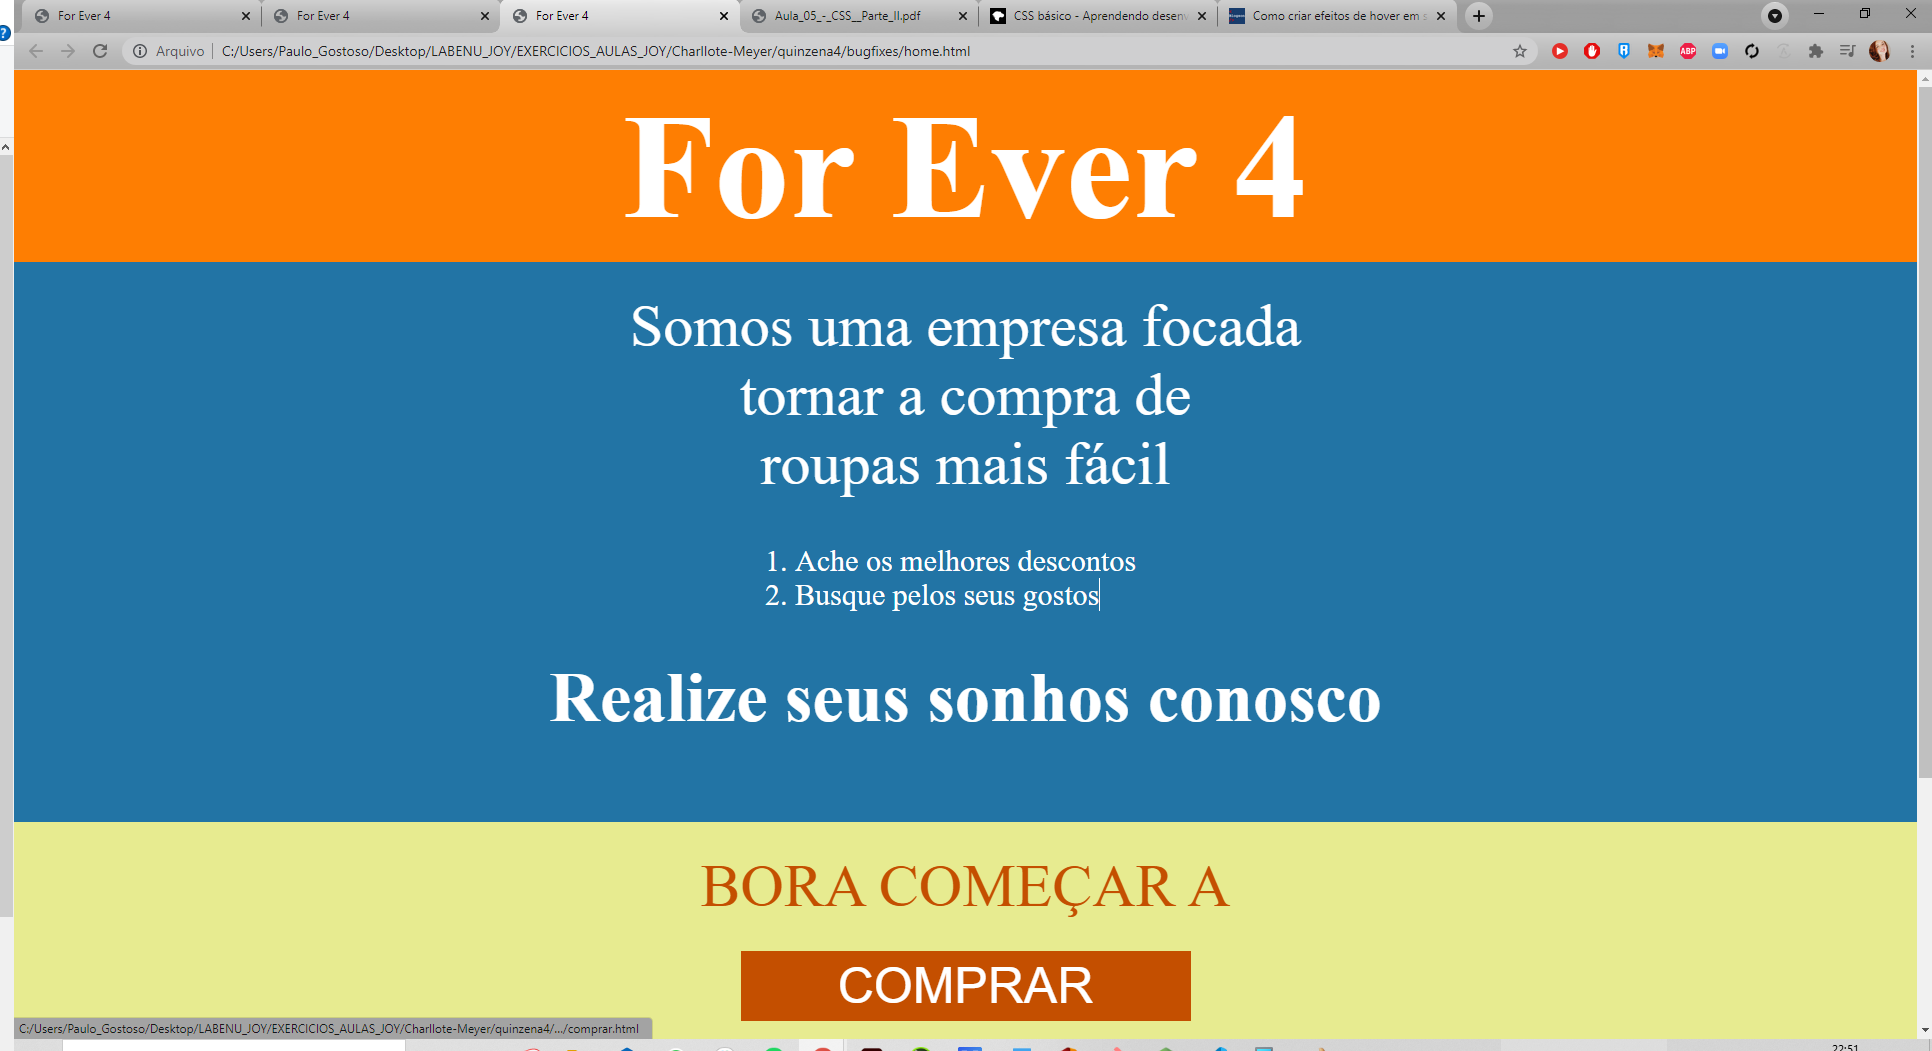 For Ever 4
For Ever 4
For Ever 4
Aula_05_-_CSS__Parte_II.pdf
CSS básico - Aprendendo desen
Como criar efeitos de hover em s
Arquivo
C:/Users/Paulo_Gostoso/Desktop/LABENU_JOY/EXERCICIOS_AULAS_JOY/Charllote-Meyer/quinzena4/bugfixes/home.html
ABP
For Ever 4
Somos uma empresa focada
tornar a compra de
roupas mais fácil
1. Ache os melhores descontos
2. Busque pelos seus gostos
Realize seus sonhos conosco
BORA COMEÇAR A
COMPRAR
C:/Users/Paulo_Gostoso/Desktop/LABENU_JOY/EXERCICIOS_AULAS_JOY/Charllote-Meyer/quinzena4/.../comprar.html
22:51